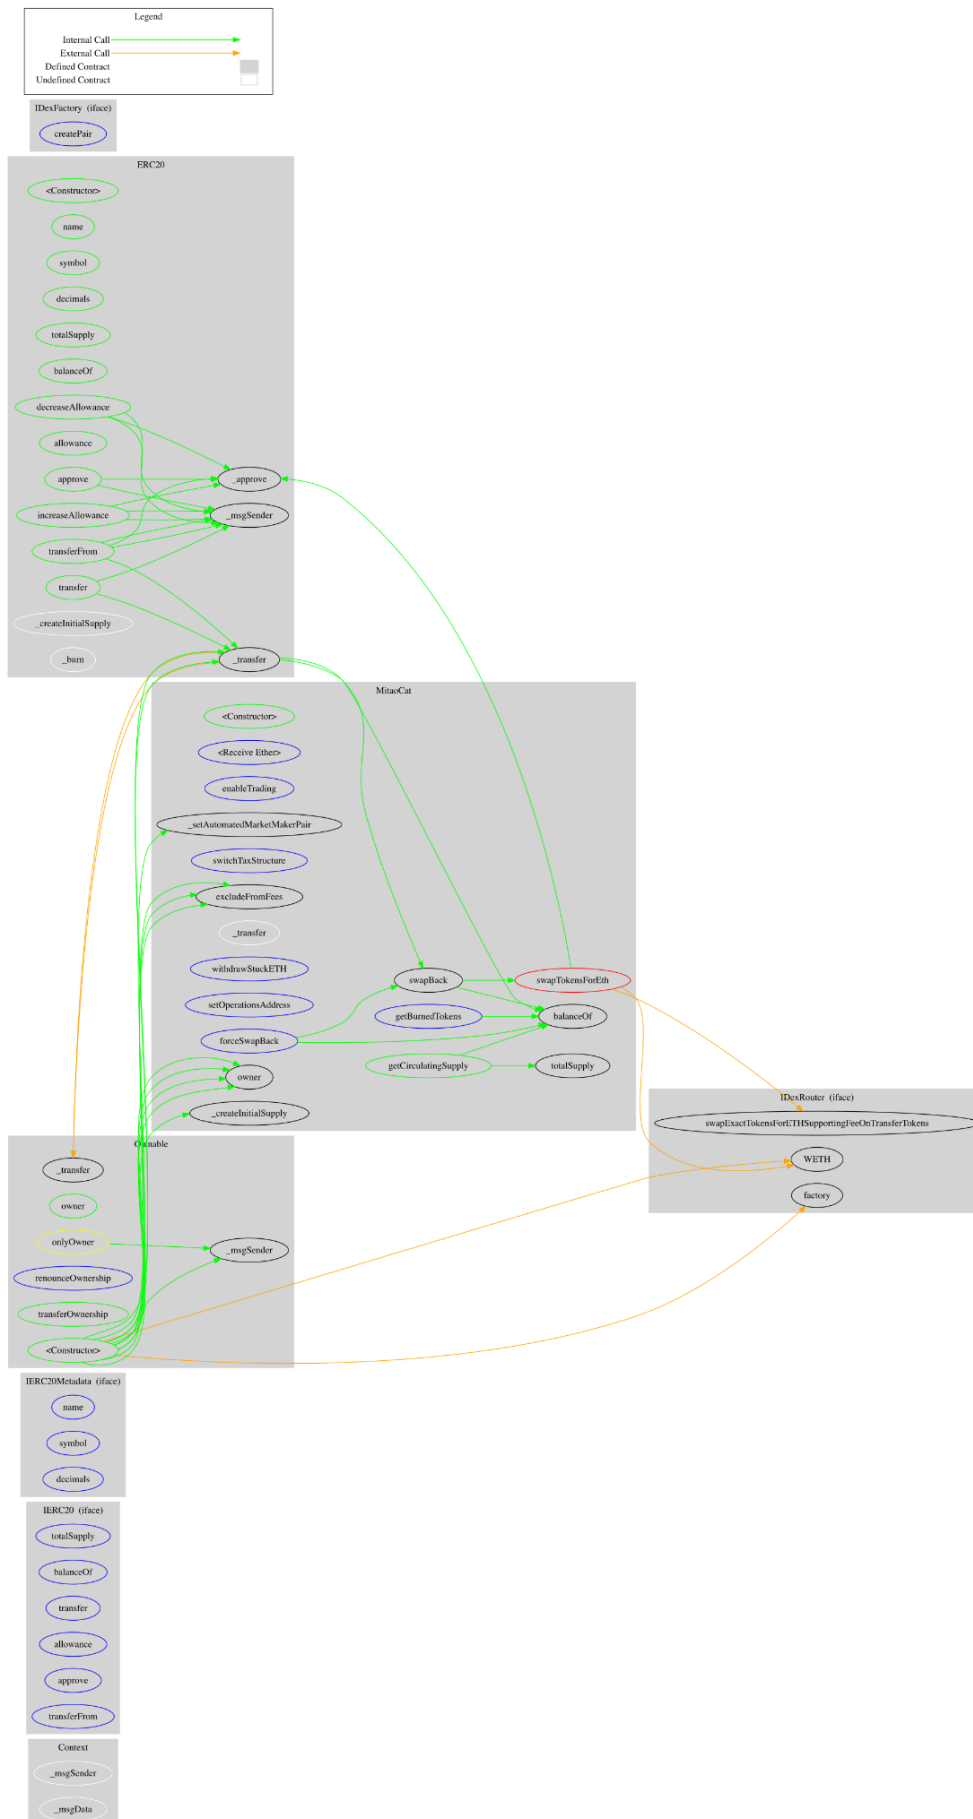 Legend
Internal Call
External Call
Defined Contract
Undefined Contract
IDexFactory (iface)
createPair
ERC20
<Constructor>
name
symbol
decimals
totalSupply
balanceOf
decreaseAllowance
allowance
approve
_approve
increaseAllowance
_msgSender
transferFrom
transfer
_createInitialSupply
_burn
_transfer
MitaoCat
<Constructor>
<Receive Ether>
enableTrading
_setAutomatedMarketMakerPair
switchTaxStructure
excludeFromFees
_transfer
withdrawStuckETH
swapBack
swapTokensForEth
setOperationsAddress
getBurnedTokens
balanceOf
forceSwapBack
getCirculatingSupply
totalSupply
owner
_createInitialSupply
IDexRouter (iface)
swapExactTokensForETHSupportingFeeOnTransferTokens
WETH
factory
Ownable
_transfer
owner
onlyOwner
_msgSender
renounceOwnership
transferOwnership
<Constructor>
IERC20Metadata (iface)
name
symbol
decimals
IERC20 (iface)
totalSupply
balanceOf
transfer
allowance
approve
transferFrom
Context
_msgSender
_msgData